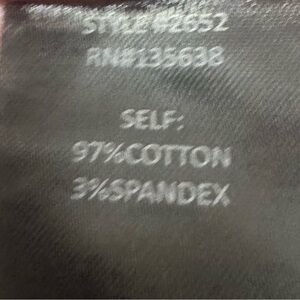 STYLE #2652
RN#135638
SELF:
97%COTTON
3%SPANDEX